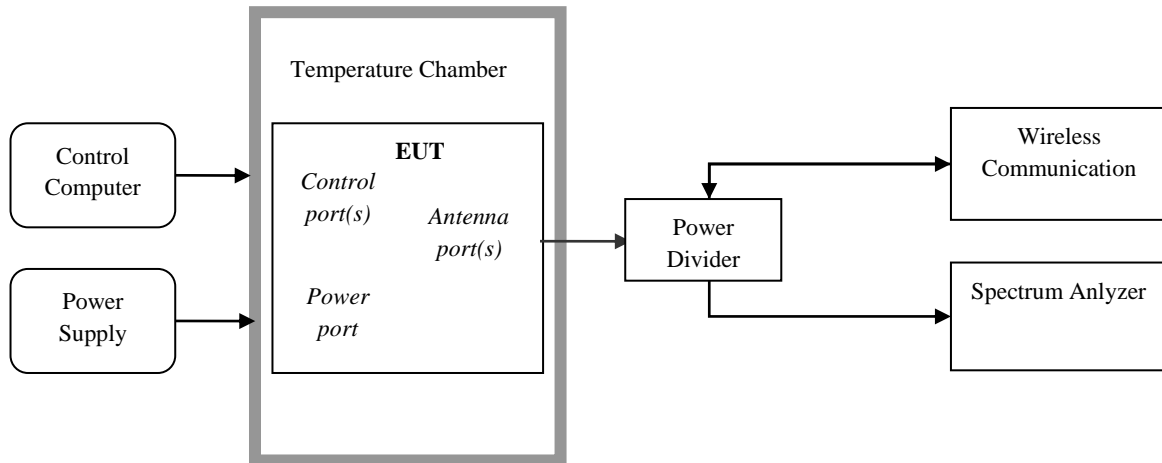 Temperature Chamber
Control
Computer
Power
Supply
EUT
Control
port(s)
Antenna
port(s)
Power
port
Power
Divider
Wireless
Communication
Spectrum Anlyzer